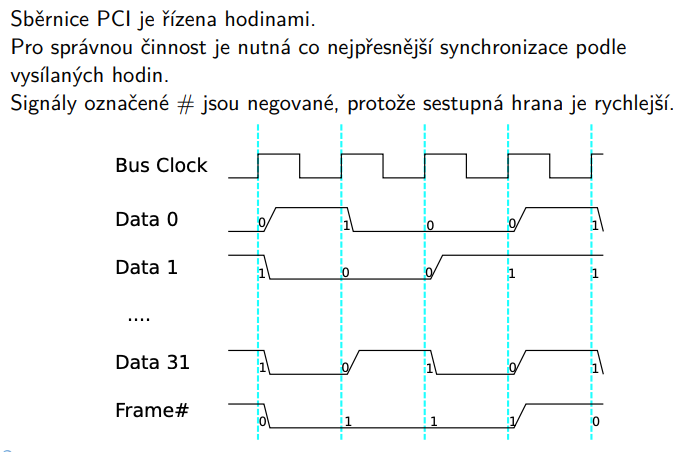 Sběrnice PCI je řízena hodinami.
Pro správnou činnost je nutná co nejpřesnější synchronizace podle
vysílaných hodin.
Signály označené # jsou negované, protože sestupná hrana je rychlejší.
Bus Clock
Data 0 0 1 0 0 1
Data 1 1 0 0 1 1
....
Data 31 1 0 1 0 1
Frame# 0 1 1 1 0